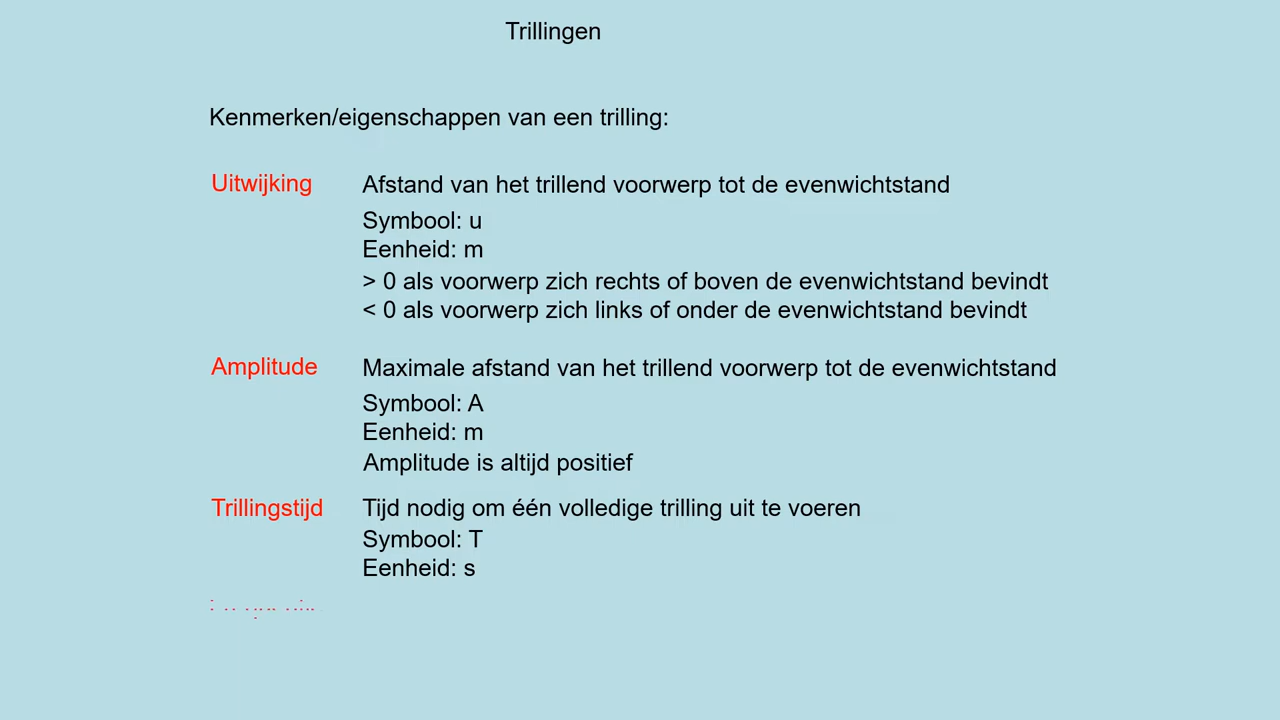 Trillingen
Kenmerken/eigenschappen van een trilling:
Uitwijking Afstand van het trillend voorwerp tot de evenwichtstand
Symbool: u
Eenheid: m
> 0 als voorwerp zich rechts of boven de evenwichtstand bevindt
< 0 als voorwerp zich links of onder de evenwichtstand bevindt
Amplitude Maximale afstand van het trillend voorwerp tot de evenwichtstand
Symbool: A
Eenheid: m
Amplitude is altijd positief
Trillingstijd Tijd nodig om één volledige trilling uit te voeren
Symbool: T
Eenheid: s